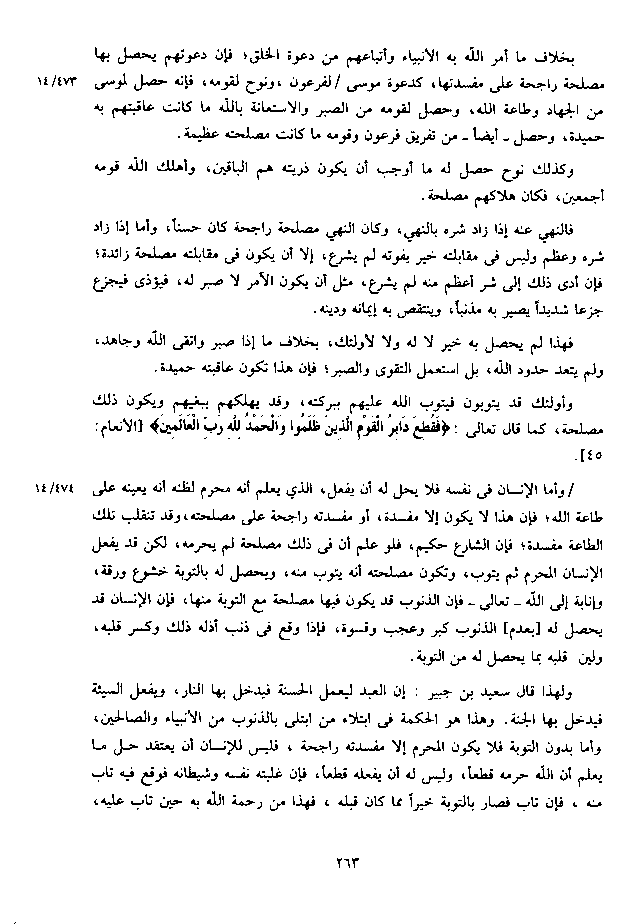 بخلاف ما أمر الله به الأنبياء وأتباعهم من دعوة الخلق؛ فإن دعوتهم يحصل بها
١٤/٤٧٣ مصلحة راجحة على مفسدتها، كدعوة موسى / لفرعون ،ونوح لقومه، فإنه حصل لموسى
من الجهاد وطاعة الله، وحصل لقومه من الصبر والاستعانة بالله ما كانت عاقبتهم به
حميدة، وحصل ـ أيضاً ـ من تفريق فرعون وقومه ما كانت مصلحته عظيمة.
وكذلك نوح حصل له ما أوجب أن يكون ذريته هم الباقين، وأهلك الله قومه
أجمعين، فكان هلاكهم مصلحة.
فالنهي عنه إذا زاد شره بالنهي، وكان النهي مصلحة راجحة كان حسناً، وأما إذا زاد
شره وعظم وليس فى مقابلته خير يفوته لم يشرع، إلا أن يكون فى مقابلته مصلحة زائدة؛
فإن أدى ذلك إلى شر أعظم منه لم يشرع، مثل أن يكون الآمر لا صبر له، فيؤذى فيجزع
جزعا شديداً يصير به مذنباً، وينتقص به إيمانه ودينه.
فهذا لم يحصل به خير لا له ولا لأولئك، بخلاف ما إذا صبر واتقى الله وجاهد،
ولم يتعد حدود الله، بل استعمل التقوى والصبر؛ فإن هذا تكون عاقبته حميدة.
وأولئك قد يتوبون فيتوب الله عليهم ببركته، وقد يهلكهم ببغيهم ويكون ذلك
مصلحة، كما قال تعالى : ﴿فَقُطِعَ دَابِرُ الْقَوْمِ الَّذِينَ ظَلَمُوا وَالْحَمْدُ لِلَّهِ رَبِّ الْعَالَمِينَ﴾ [الأنعام:
٤٥].
١٤/٤٧٤ / وأما الإنسان فى نفسه فلا يحل له أن يفعل، الذي يعلم أنه محرم لظنه أنه يعينه على
طاعة الله؛ فإن هذا لا يكون إلا مفسدة، أو مفسدته راجحة على مصلحته،وقد تنقلب تلك
الطاعة مفسدة؛ فإن الشارع حكيم، فلو علم أن فى ذلك مصلحة لم يحرمه، لكن قد يفعل
الإنسان المحرم ثم يتوب، وتكون مصلحته أنه يتوب منه، ويحصل له بالتوبة خشوع ورقة،
وإنابة إلى الله ـ تعالى ـ فإن الذنوب قد يكون فيها مصلحة مع التوبة منها، فإن الإنسان قد
يحصل له [بعدم] الذنوب كبر وعجب وقسوة، فإذا وقع فى ذنب أذله ذلك وكسر قلبه،
ولين قلبه بما يحصل له من التوبة.
ولهذا قال سعيد بن جبير : إن العبد ليعمل الحسنة فيدخل بها النار، ويفعل السيئة
فيدخل بها الجنة. وهذا هو الحكمة فى ابتلاء من ابتلى بالذنوب من الأنبياء والصالحين،
وأما بدون التوبة فلا يكون المحرم إلا مفسدته راجحة ، فليس للإنسان أن يعتقد حل ما
يعلم أن الله حرمه قطعاً، وليس له أن يفعله قطعاً، فإن غلبته نفسه وشيطانه فوقع فيه تاب
منه ، فإن تاب فصار بالتوبة خيراً مما كان قبله ، فهذا من رحمة الله به حين تاب عليه،
٢٦٣